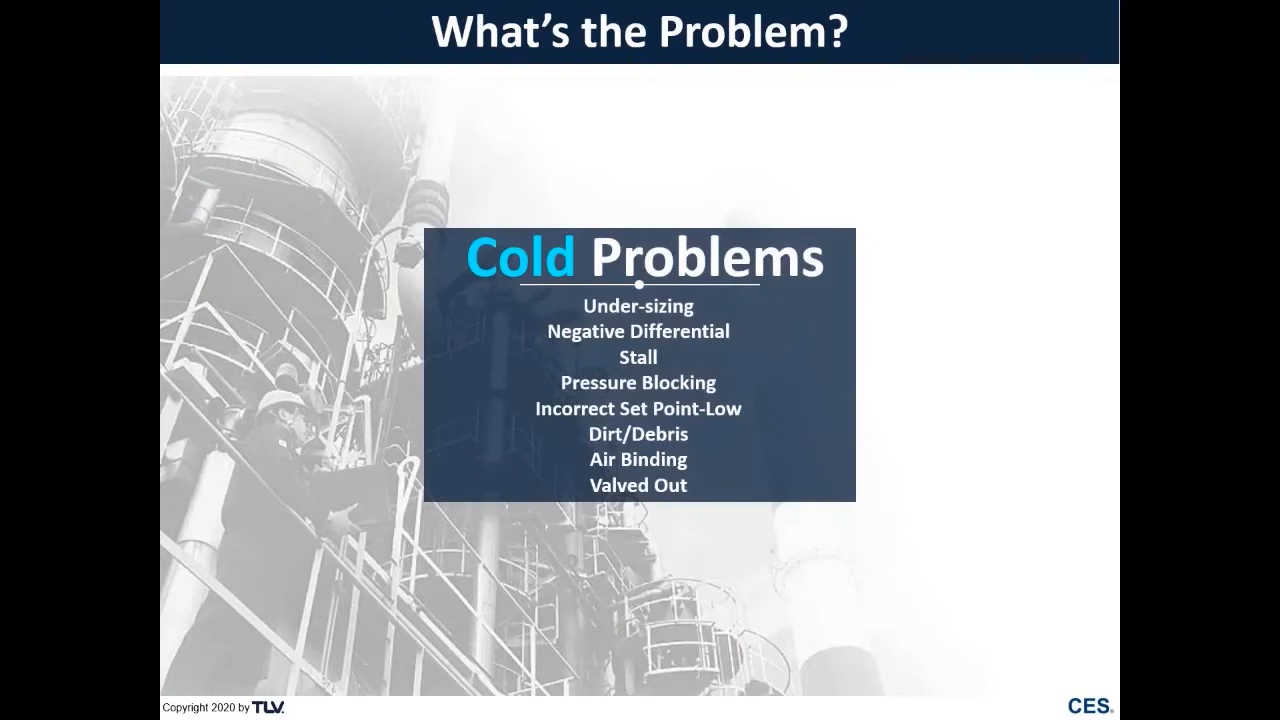 What's the Problem?
Cold Problems
Under-sizing
Negative Differential
Stall
Pressure Blocking
Incorrect Set Point-Low
Dirt/Debris
Air Binding
Valved Out
Copyright 2020 by TLV.
CES®